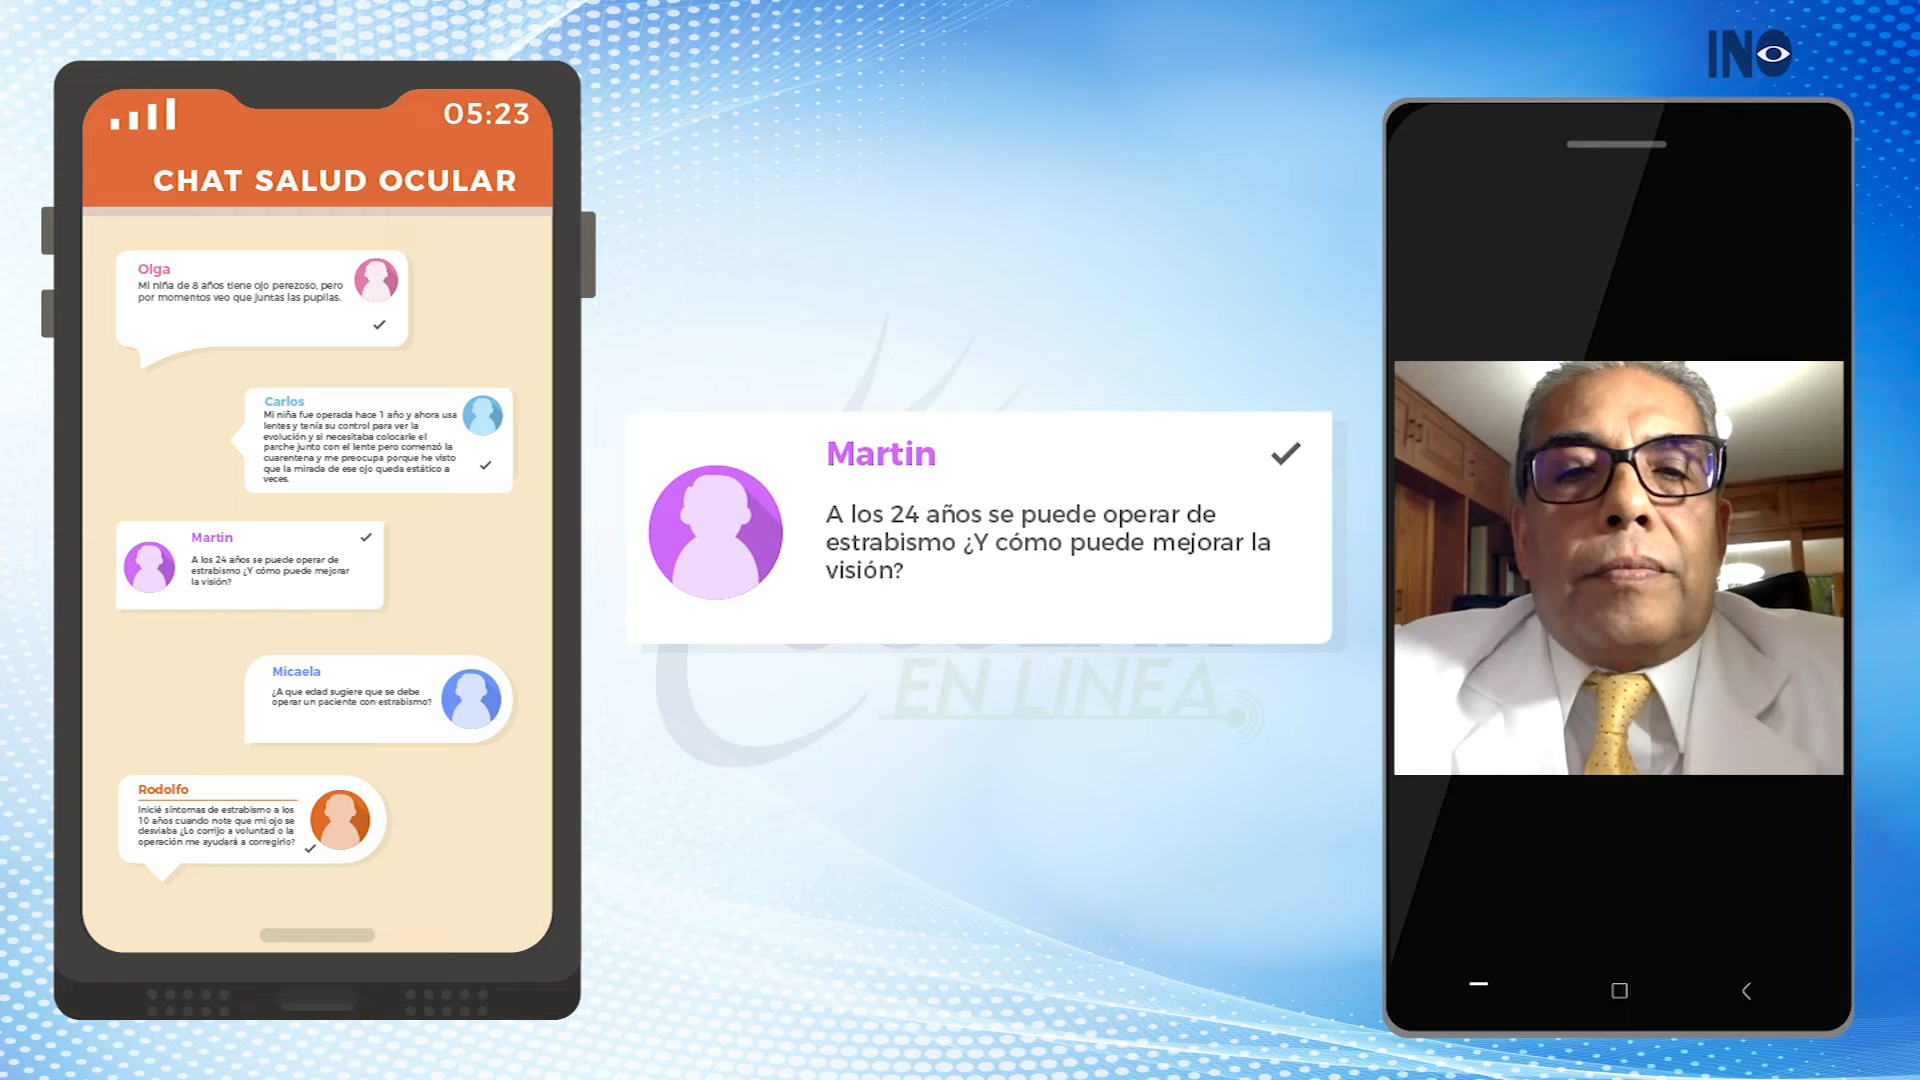 INO
05:23
CHAT SALUD OCULAR
Olga
Mi niña de 8 años tiene ojo perezoso, pero
por momentos veo que juntas las pupilas.
Carlos
Mi niña fue operada hace 1 año y ahora usa
lentes y tenía su control para ver la
evolución y si necesitaba colocarle el
parche junto con el lente pero comenzó la
cuarentena y me preocupa porque he visto
que la mirada de ese ojo queda estático a
veces.
Martin
A los 24 años se puede operar de
estrabismo ¿Y cómo puede mejorar
la visión?
Micaela
¿A que edad sugiere que se debe
operar un paciente con estrabismo?
Rodolfo
Inicié síntomas de estrabismo a los
10 años cuando note que mi ojo se
desviaba ¿Lo corrijo a voluntad o la
operación me ayudará a corregirlo?
Martin
A los 24 años se puede operar de
estrabismo ¿Y cómo puede mejorar la
visión?
EN LINEA